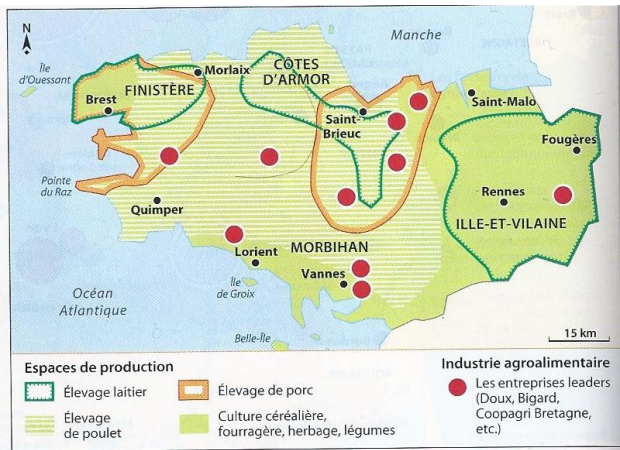 N
Manche
Île
d'Ouessant
Morlaix
CÔTES
D'ARMOR
FINISTÈRE
Brest
Saint-Malo
Saint-
Brieuc
Fougères
Pointe
du Raz
Quimper
Rennes
ILLE-ET-VILAINE
MORBIHAN
Lorient
Vannes
Île
de Groix
Océan
Atlantique
Belle-Île
15 km
Espaces de production
Élevage laitier
Élevage de porc
Élevage
de poulet
Culture céréalière,
fourragère, herbage, légumes
Industrie agroalimentaire
Les entreprises leaders
(Doux, Bigard,
Coopagri Bretagne,
etc.)